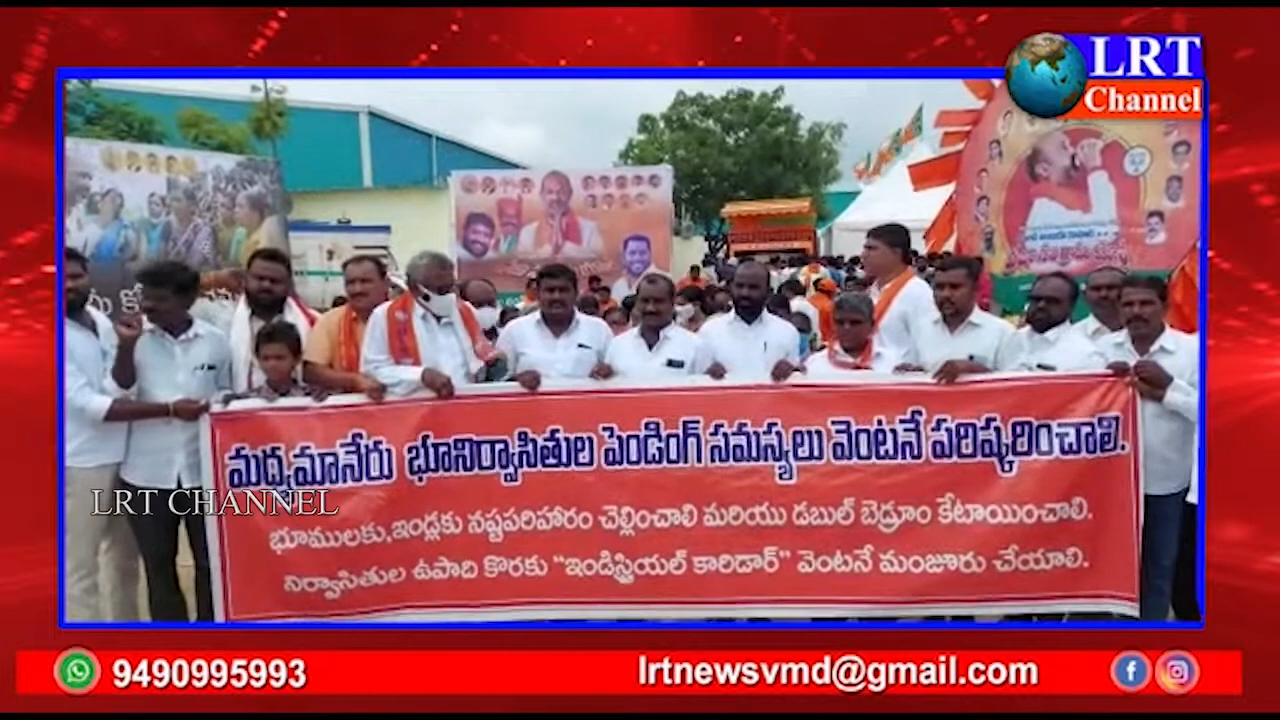 LRT
Channel
మీ కో
మధ్యమానేరు భూనిర్వాసితుల పెండింగ్ సమస్యలు వెంటనే పరిష్కరించాలి.
భూములకు,ఇండ్లకు నష్టపరిహారం చెల్లించాలి మరియు డబుల్ బెడ్రూం కేటాయించాలి.
నిర్వాసితుల ఉపాది కొరకు "ఇండిస్ట్రియల్ కారిడార్" వెంటనే మంజూరు చేయాలి.
LRT CHANNEL
9490995993
lrtnewsvmd@gmail.com